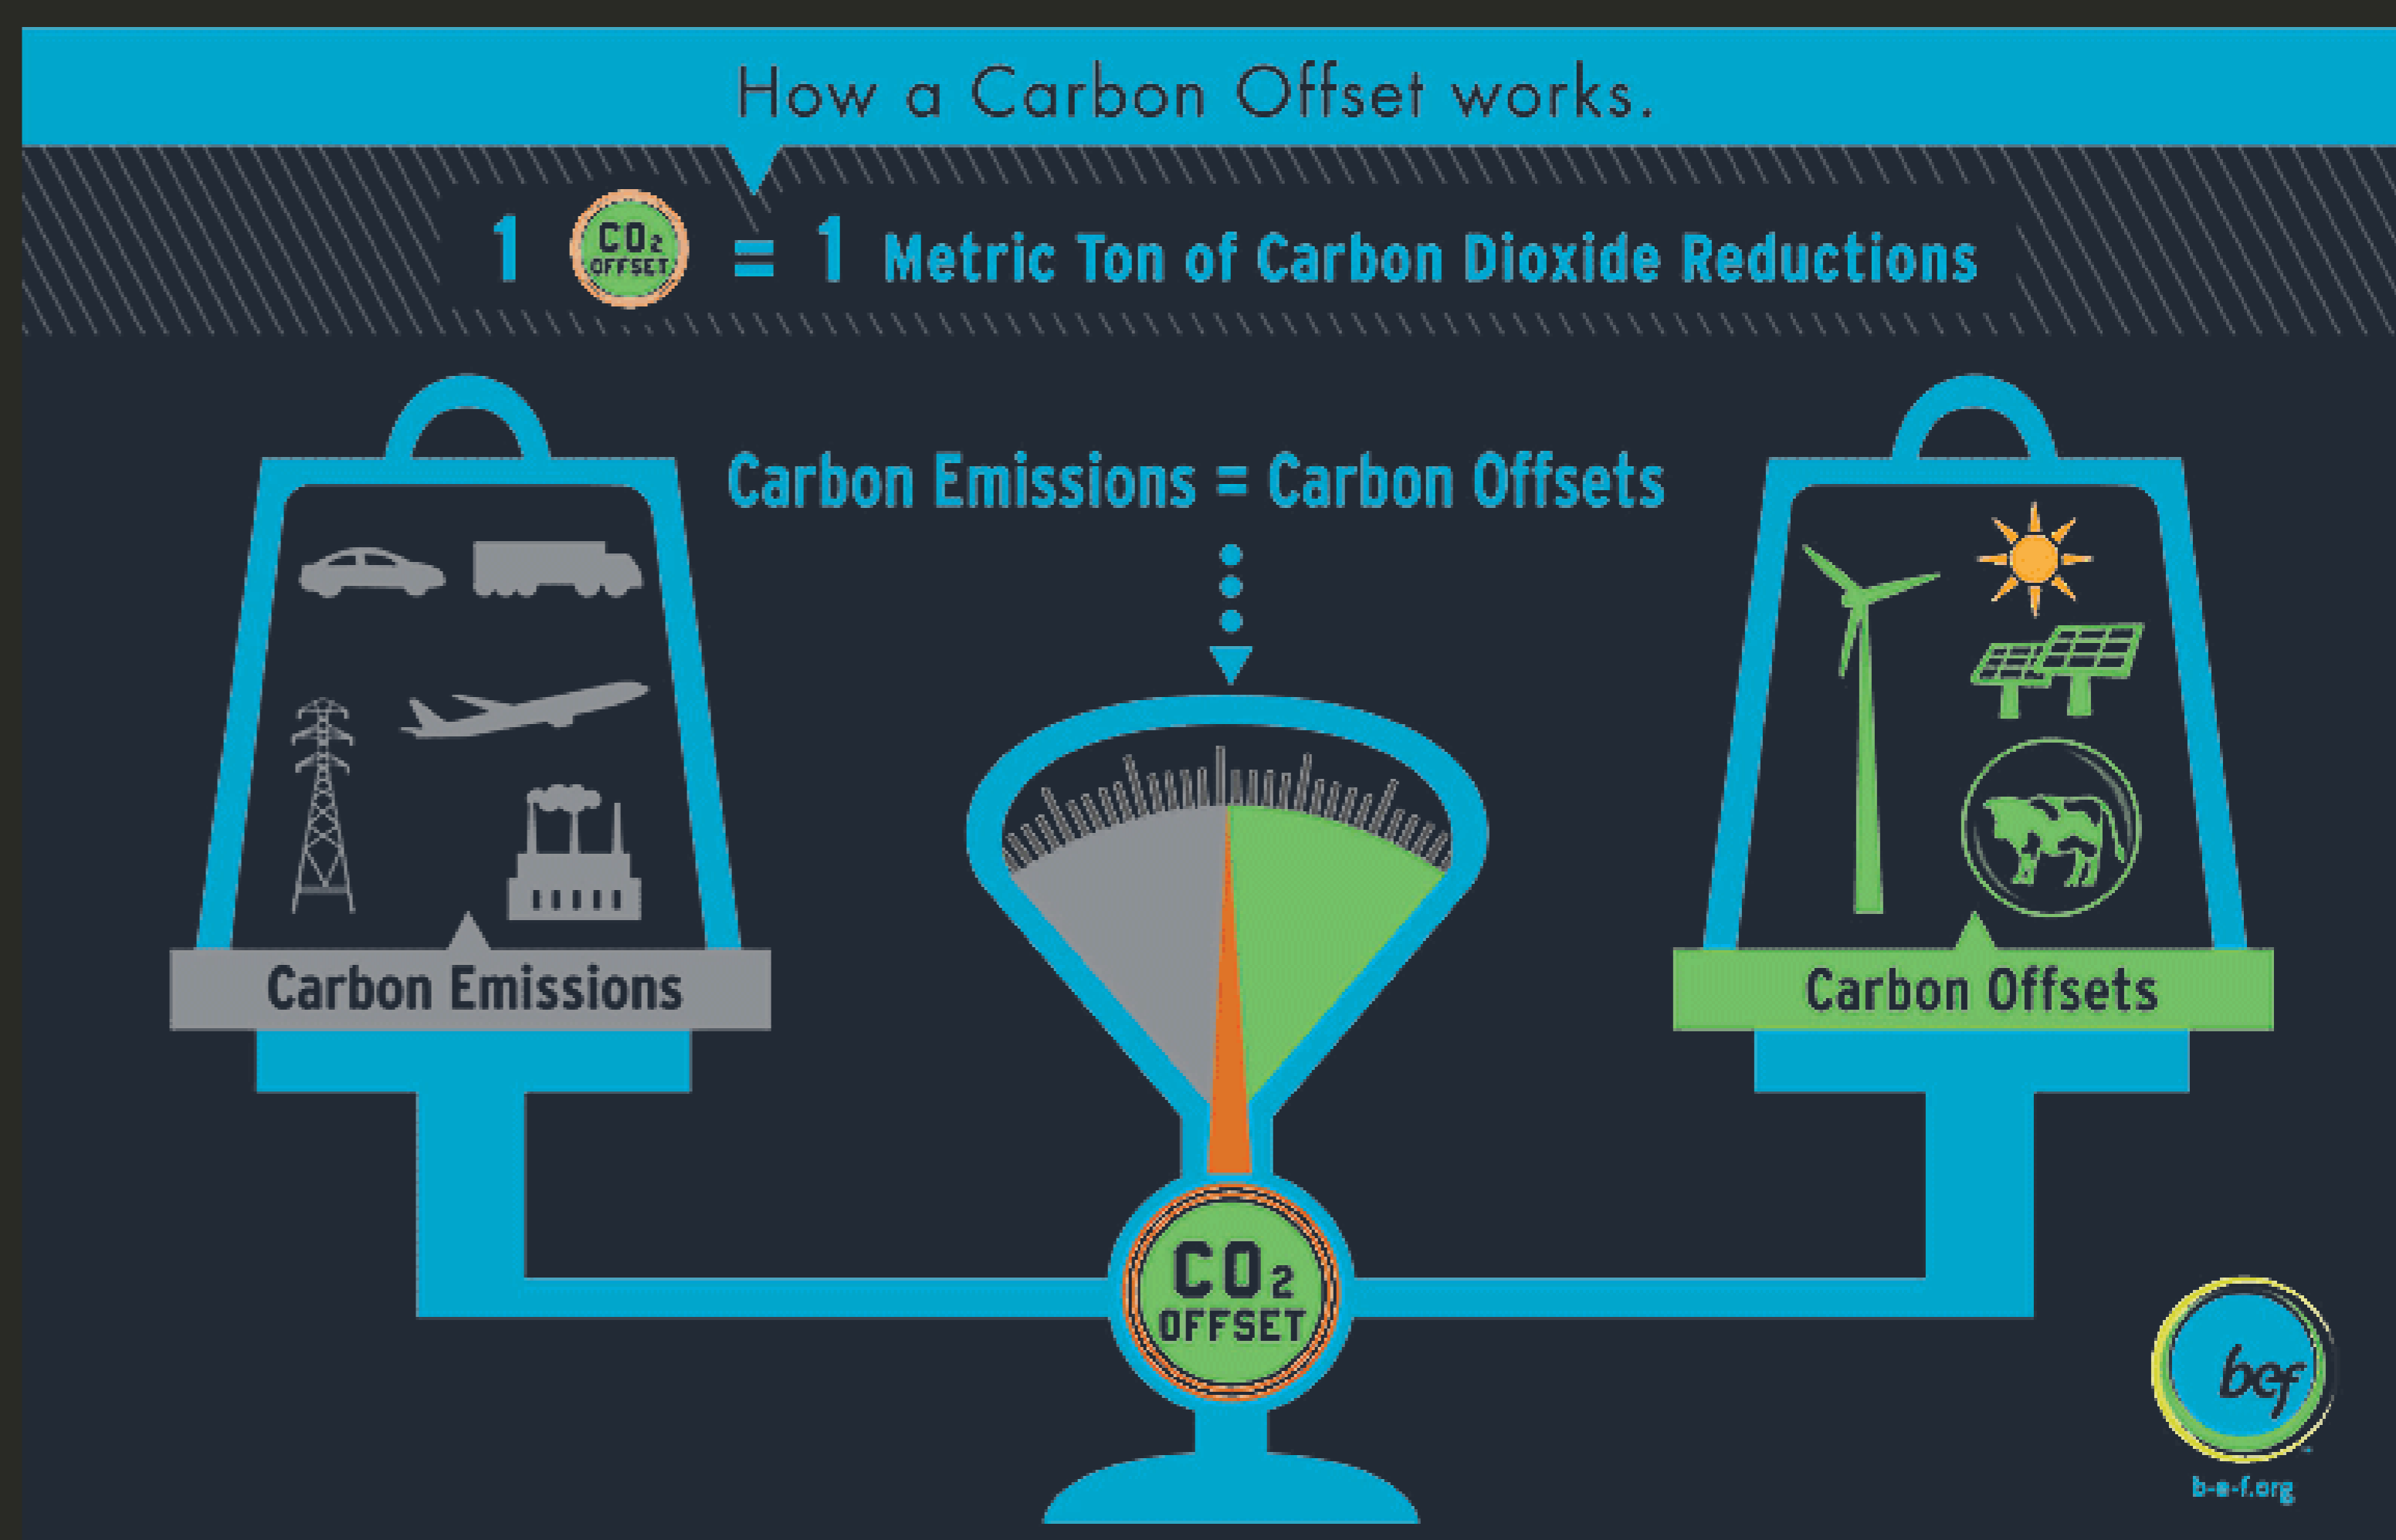 How a Carbon Offset works.
1 CO₂ OFFSET = 1 Metric Ton of Carbon Dioxide Reductions
Carbon Emissions = Carbon Offsets
Carbon Emissions
Carbon Offsets
CO₂
OFFSET
bef
b-e-f.org